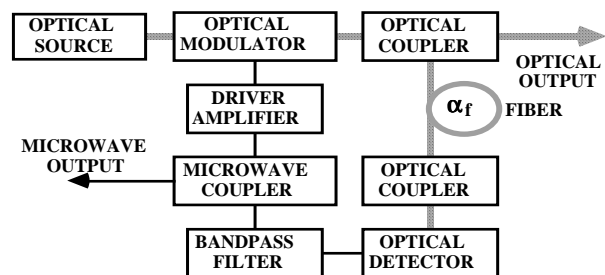 OPTICAL
SOURCE
OPTICAL
MODULATOR
OPTICAL
COUPLER
OPTICAL
OUTPUT
DRIVER
AMPLIFIER
αf
FIBER
MICROWAVE
OUTPUT
MICROWAVE
COUPLER
OPTICAL
COUPLER
BANDPASS
FILTER
OPTICAL
DETECTOR